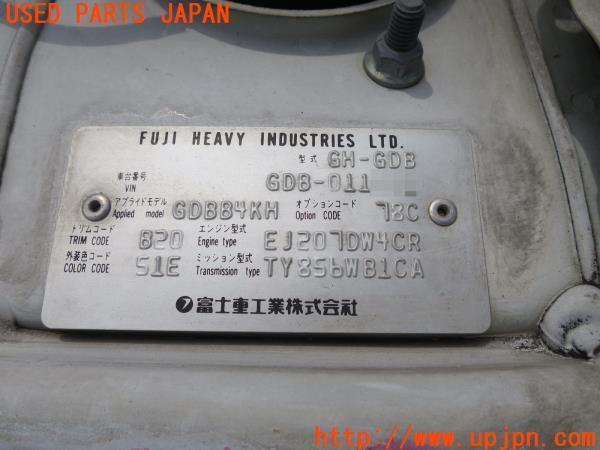 USED PARTS JAPAN
FUJI HEAVY INDUSTRIES LTD.
型式 GH-GDB
車台番号 VIN GDB-011
アプライドモデル Applied model GDBB4KH オプションコード Option CODE 78C
トリムコード TRIM CODE B20 エンジン型式 Engine type EJ207DW4CR
外装色コード COLOR CODE 51E ミッション型式 Transmission type TY856WB1CA
富士重工業株式会社
UPJ http://www.upjpn.com